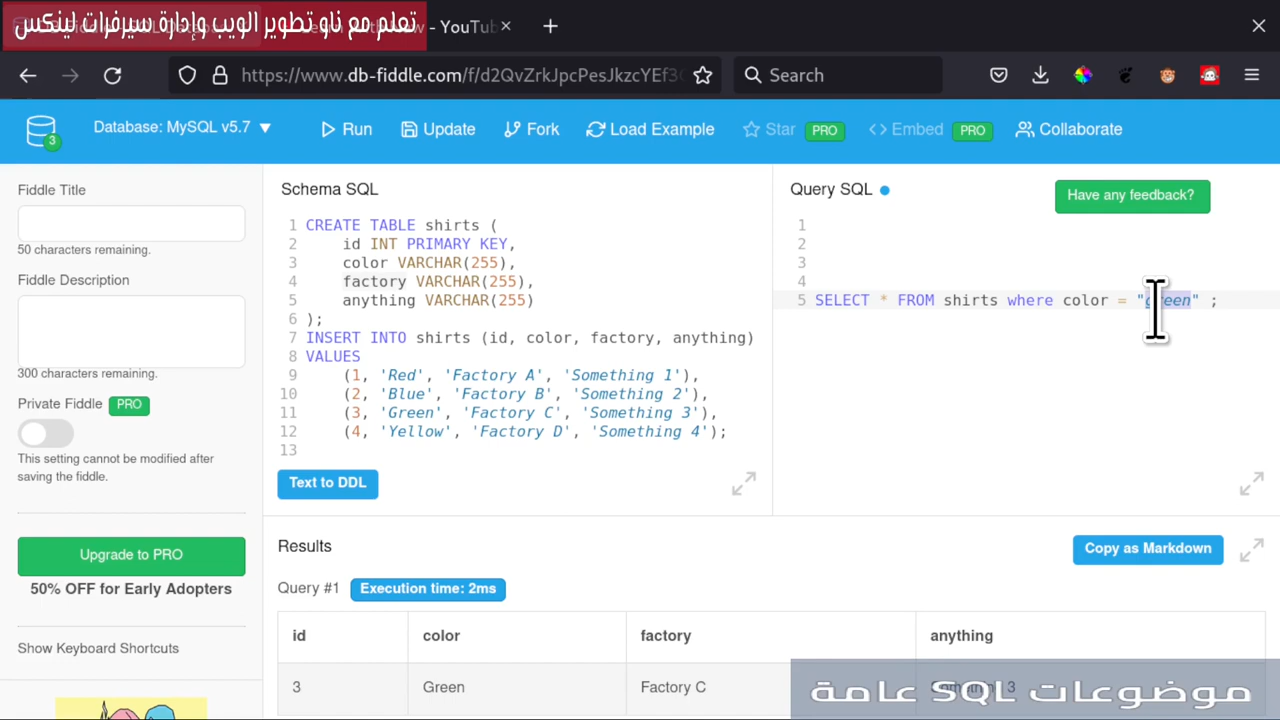 تعلم مع ناو تطوير الويب وإدارة سيرفرات لينكس
- YouTub
https://www.db-fiddle.com/f/d2QvZrkJpcPesJkzcYEf3
Search
3
Database: MySQL v5.7
Run
Update
Fork
Load Example
Star PRO
Embed PRO
Collaborate
Fiddle Title
50 characters remaining.
Fiddle Description
300 characters remaining.
Private Fiddle PRO
This setting cannot be modified after
saving the fiddle.
Upgrade to PRO
50% OFF for Early Adopters
Show Keyboard Shortcuts
Schema SQL
1 CREATE TABLE shirts (
2 id INT PRIMARY KEY,
3 color VARCHAR(255),
4 factory VARCHAR(255),
5 anything VARCHAR(255)
6 );
7 INSERT INTO shirts (id, color, factory, anything)
8 VALUES
9 (1, 'Red', 'Factory A', 'Something 1'),
10 (2, 'Blue', 'Factory B', 'Something 2'),
11 (3, 'Green', 'Factory C', 'Something 3'),
12 (4, 'Yellow', 'Factory D', 'Something 4');
13
Text to DDL
Query SQL
Have any feedback?
1
2
3
4
5 SELECT * FROM shirts where color = "green" ;
Results
Copy as Markdown
Query #1 Execution time: 2ms
id color factory anything
3 Green Factory C
موضوعات SQL عامة